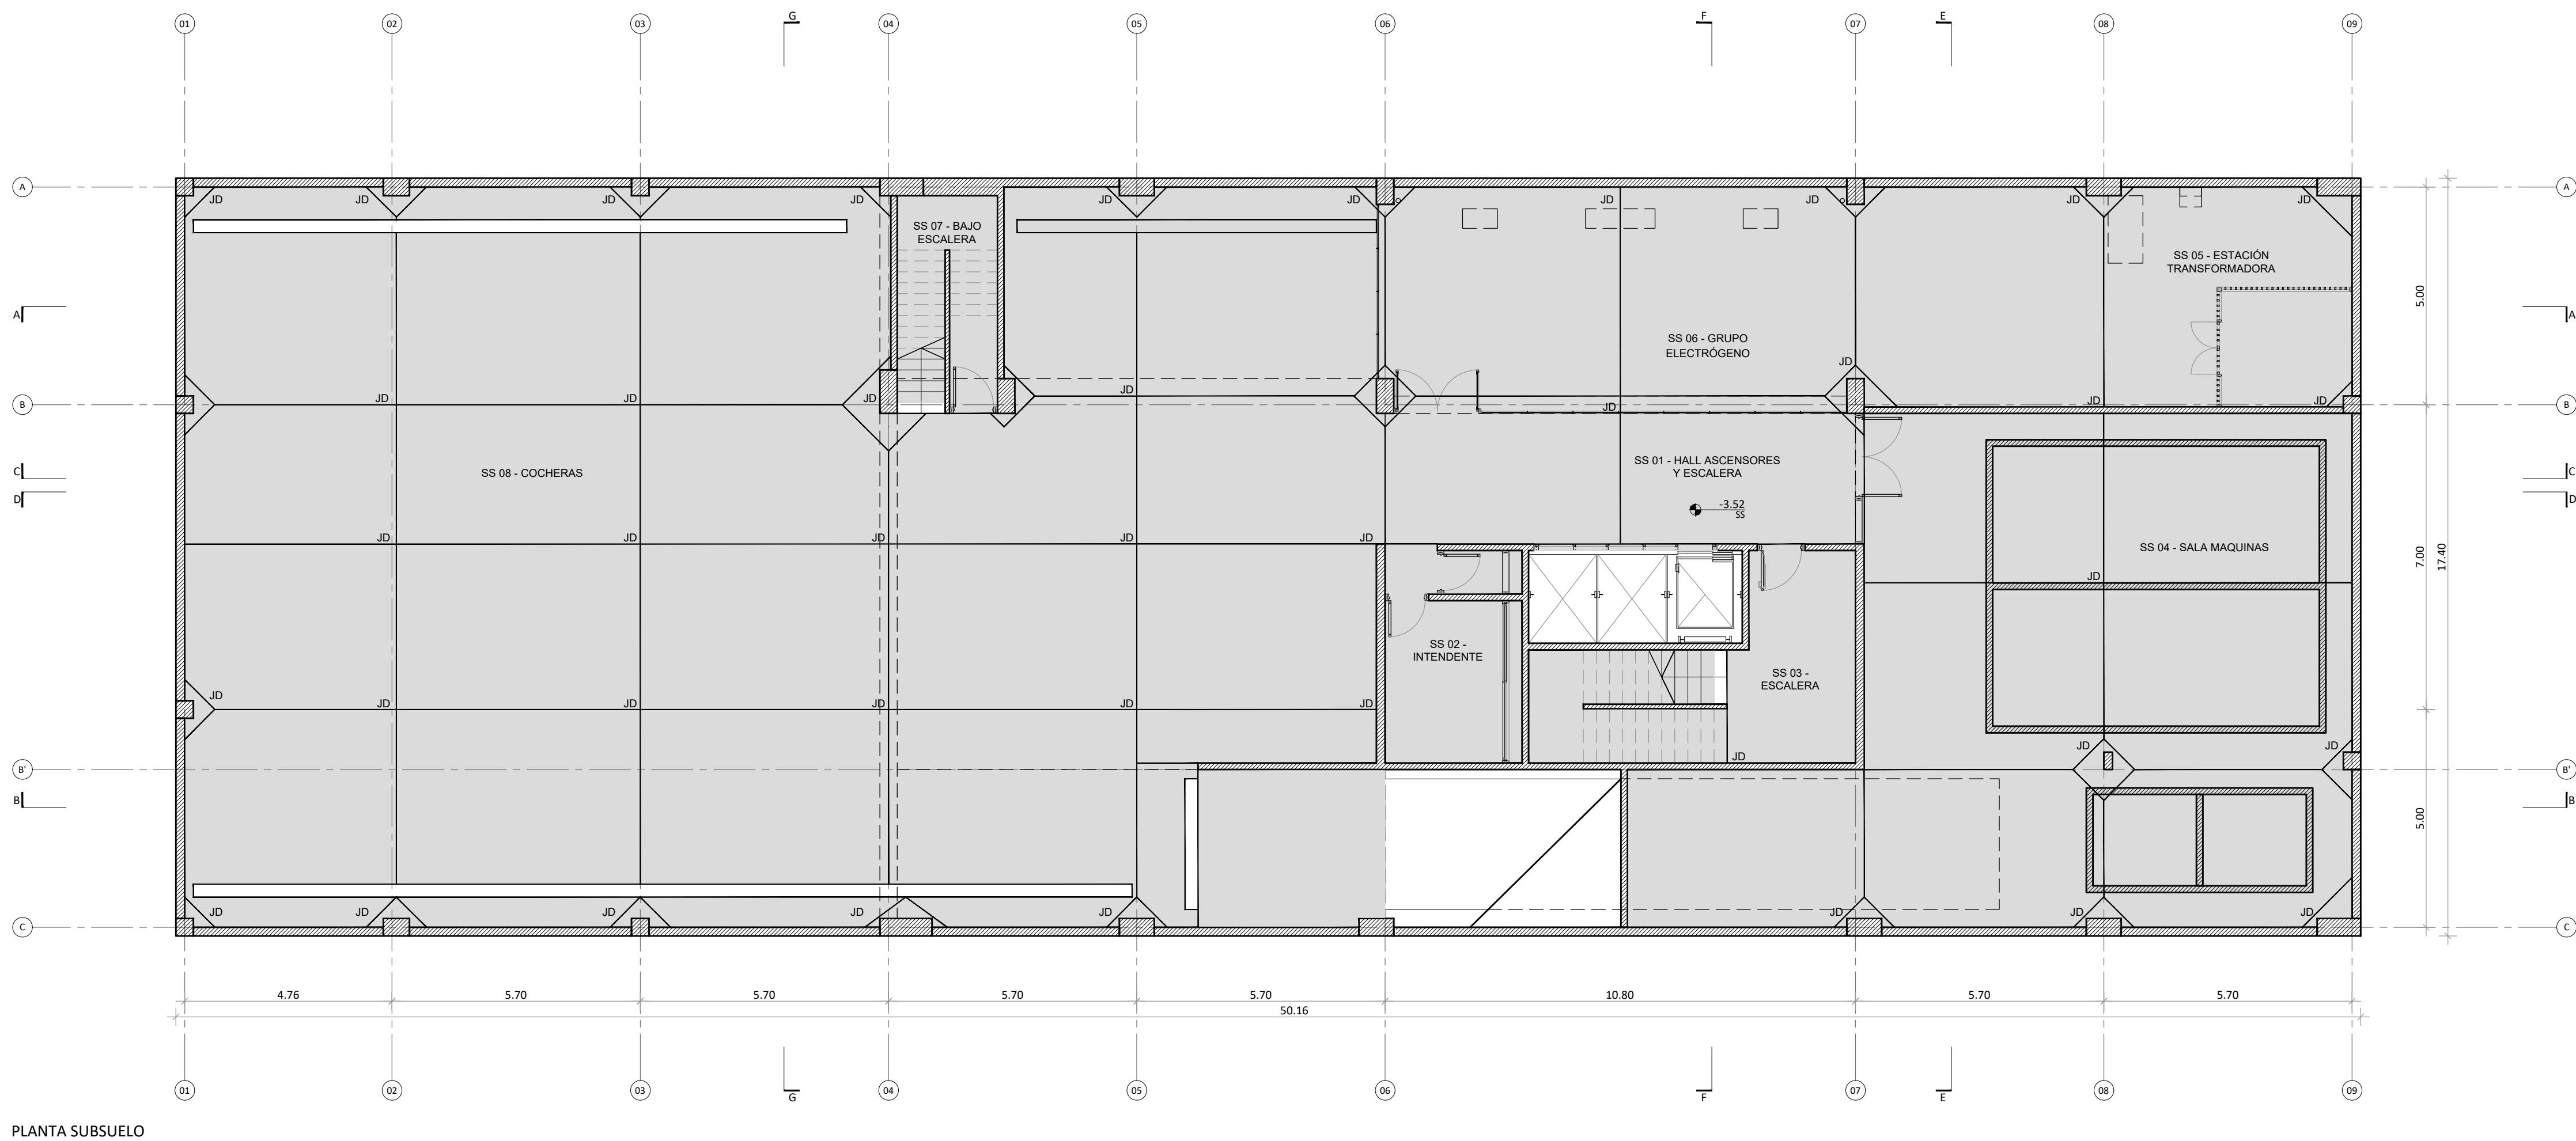 01 02 03 G 04 05 06 F 07 E 08 09
A A
JD JD JD JD JD JD JD JD JD JD
SS 07 - BAJO
ESCALERA
SS 05 - ESTACIÓN
TRANSFORMADORA
5.00
A A
SS 06 - GRUPO
ELECTRÓGENO
JD
JD
B JD JD JD JD JD JD B
JD
SS 01 - HALL ASCENSORES
Y ESCALERA
C SS 08 - COCHERAS C
D D
-3.52
SS
JD JD JD JD JD
SS 04 - SALA MAQUINAS
7.00
17.40
JD
SS 02 -
INTENDENTE
SS 03 -
ESCALERA
JD
JD JD JD JD JD
JD JD JD
B' B'
B B
5.00
JD JD JD JD JD JD JD JD
C C
4.76 5.70 5.70 5.70 5.70 10.80 5.70 5.70
50.16
01 02 03 G 04 05 06 F 07 E 08 09
PLANTA SUBSUELO